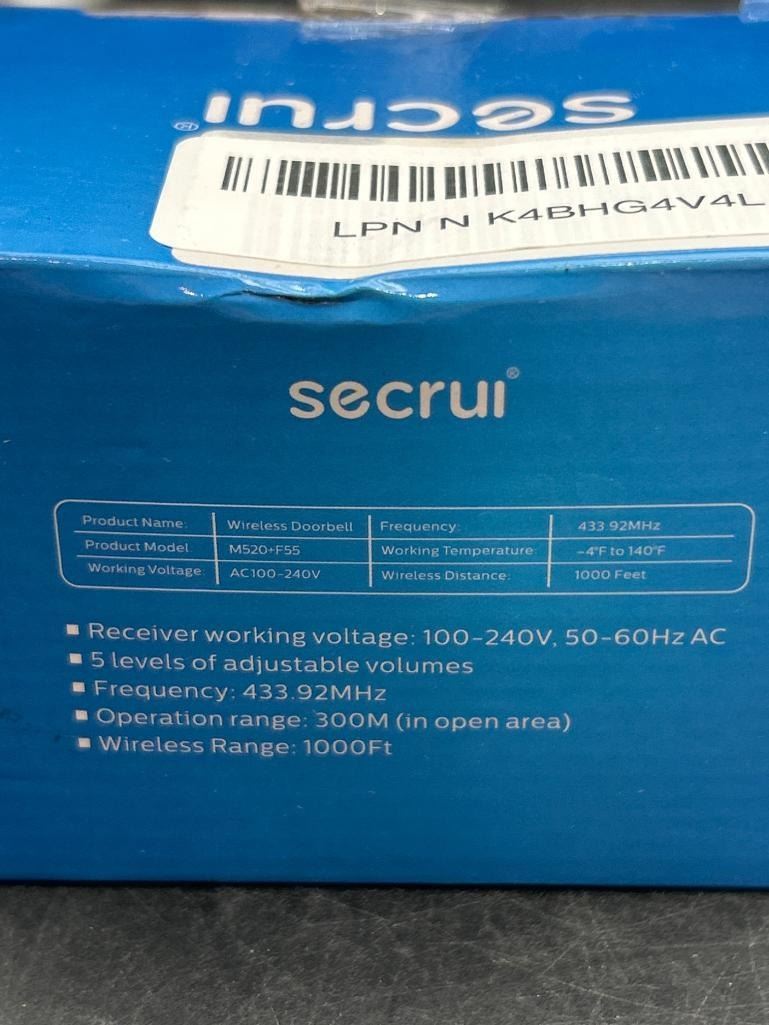 secrui®
LPN N K4BHG4V4L
secrui®
Product Name: Wireless Doorbell Frequency: 433.92MHz
Product Model M520+F55 Working Temperature: -4°F to 140°F
Working Voltage: AC100-240V Wireless Distance: 1000 Feet
▪ Receiver working voltage: 100-240V, 50-60Hz AC
▪ 5 levels of adjustable volumes
▪ Frequency: 433.92MHz
▪ Operation range: 300M (in open area)
▪ Wireless Range: 1000Ft